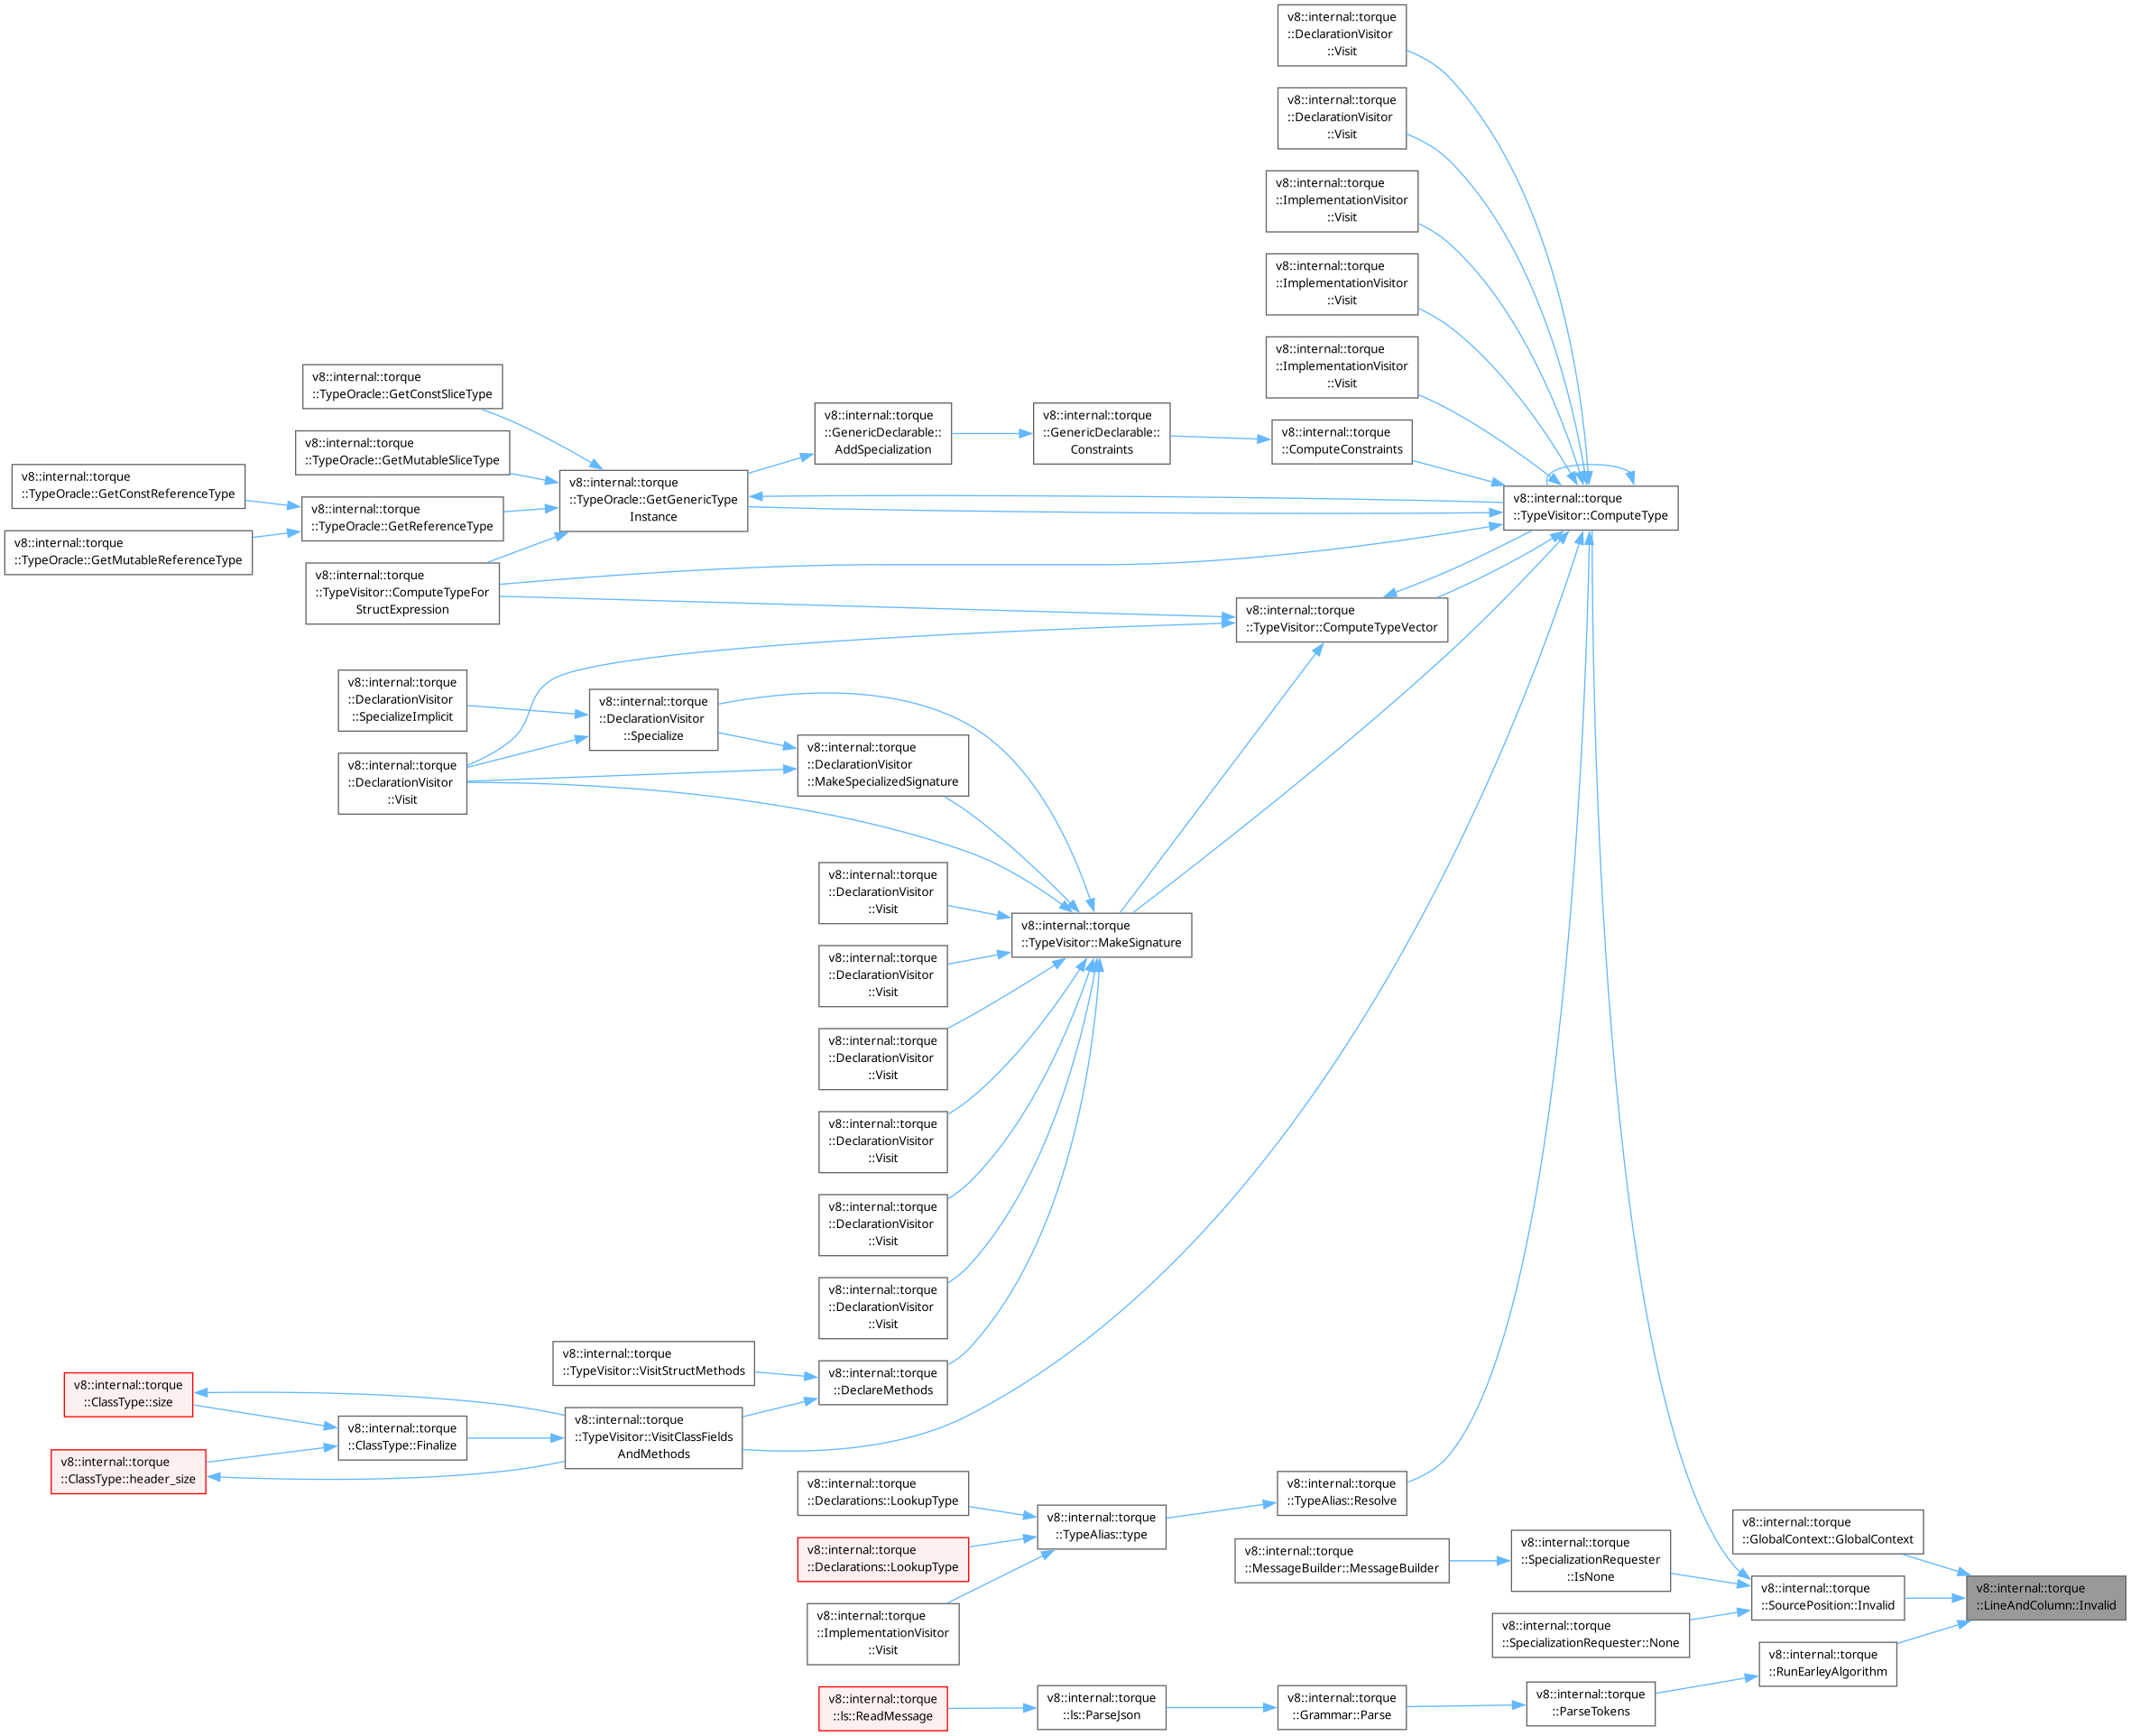 v8::internal::torque
::DeclarationVisitor
::Visit
v8::internal::torque
::DeclarationVisitor
::Visit
v8::internal::torque
::ImplementationVisitor
::Visit
v8::internal::torque
::ImplementationVisitor
::Visit
v8::internal::torque
::ImplementationVisitor
::Visit
v8::internal::torque
::TypeOracle::GetConstSliceType
v8::internal::torque
::GenericDeclarable::
AddSpecialization
v8::internal::torque
::GenericDeclarable::
Constraints
v8::internal::torque
::ComputeConstraints
v8::internal::torque
::TypeOracle::GetMutableSliceType
v8::internal::torque
::TypeOracle::GetConstReferenceType
v8::internal::torque
::TypeOracle::GetGenericType
Instance
v8::internal::torque
::TypeVisitor::ComputeType
v8::internal::torque
::TypeOracle::GetReferenceType
v8::internal::torque
::TypeOracle::GetMutableReferenceType
v8::internal::torque
::TypeVisitor::ComputeTypeFor
StructExpression
v8::internal::torque
::TypeVisitor::ComputeTypeVector
v8::internal::torque
::DeclarationVisitor
::SpecializeImplicit
v8::internal::torque
::DeclarationVisitor
::Specialize
v8::internal::torque
::DeclarationVisitor
::MakeSpecializedSignature
v8::internal::torque
::DeclarationVisitor
::Visit
v8::internal::torque
::DeclarationVisitor
::Visit
v8::internal::torque
::TypeVisitor::MakeSignature
v8::internal::torque
::DeclarationVisitor
::Visit
v8::internal::torque
::DeclarationVisitor
::Visit
v8::internal::torque
::DeclarationVisitor
::Visit
v8::internal::torque
::DeclarationVisitor
::Visit
v8::internal::torque
::DeclarationVisitor
::Visit
v8::internal::torque
::TypeVisitor::VisitStructMethods
v8::internal::torque
::DeclareMethods
v8::internal::torque
::ClassType::size
v8::internal::torque
::ClassType::Finalize
v8::internal::torque
::TypeVisitor::VisitClassFields
AndMethods
v8::internal::torque
::ClassType::header_size
v8::internal::torque
::Declarations::LookupType
v8::internal::torque
::TypeAlias::type
v8::internal::torque
::TypeAlias::Resolve
v8::internal::torque
::Declarations::LookupType
v8::internal::torque
::MessageBuilder::MessageBuilder
v8::internal::torque
::SpecializationRequester
::IsNone
v8::internal::torque
::GlobalContext::GlobalContext
v8::internal::torque
::SourcePosition::Invalid
v8::internal::torque
::LineAndColumn::Invalid
v8::internal::torque
::ImplementationVisitor
::Visit
v8::internal::torque
::SpecializationRequester::None
v8::internal::torque
::RunEarleyAlgorithm
v8::internal::torque
::ls::ReadMessage
v8::internal::torque
::ls::ParseJson
v8::internal::torque
::Grammar::Parse
v8::internal::torque
::ParseTokens